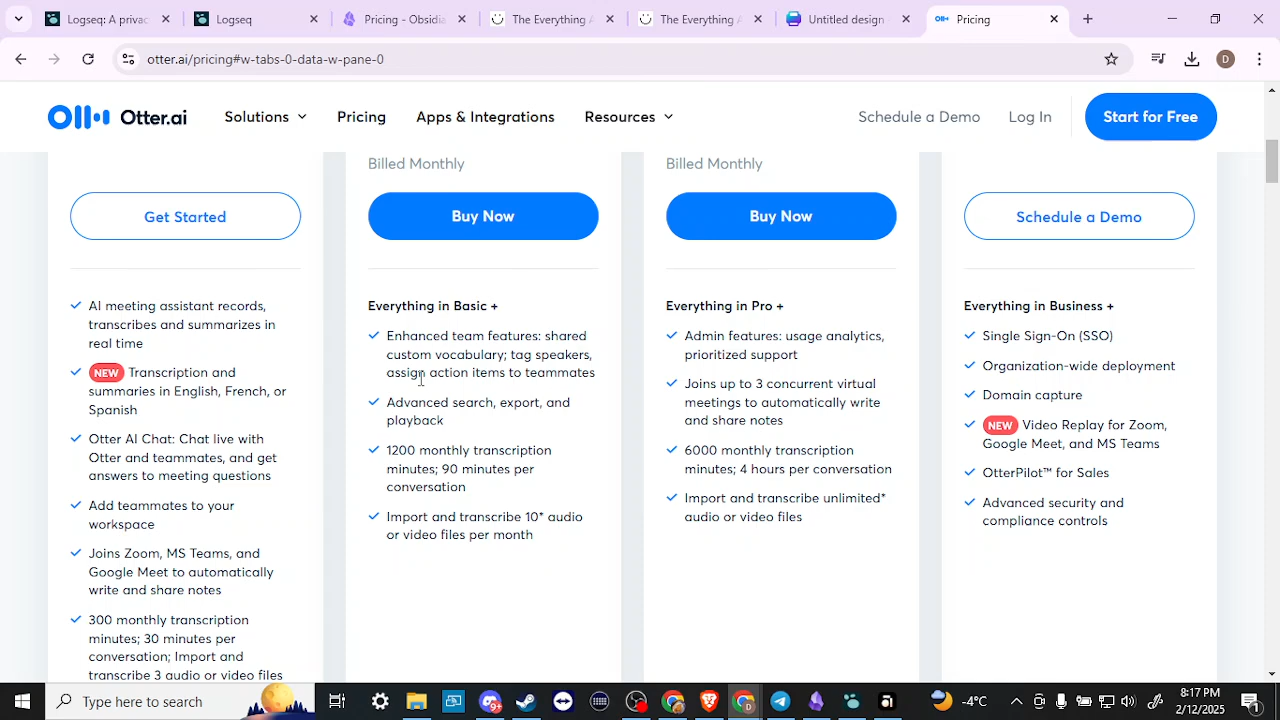 Logseq: A privac
Logseq
Pricing - Obsidia
The Everything A
The Everything A
Untitled design
Pricing
otter.ai/pricing#w-tabs-0-data-w-pane-0
D
Otter.ai
Solutions
Pricing
Apps & Integrations
Resources
Schedule a Demo
Log In
Start for Free
Get Started
AI meeting assistant records,
transcribes and summarizes in
real time
NEW Transcription and
summaries in English, French, or
Spanish
Otter AI Chat: Chat live with
Otter and teammates, and get
answers to meeting questions
Add teammates to your
workspace
Joins Zoom, MS Teams, and
Google Meet to automatically
write and share notes
300 monthly transcription
minutes; 30 minutes per
conversation; Import and
transcribe 3 audio or video files
Billed Monthly
Buy Now
Everything in Basic +
Enhanced team features: shared
custom vocabulary; tag speakers,
assign action items to teammates
Advanced search, export, and
playback
1200 monthly transcription
minutes; 90 minutes per
conversation
Import and transcribe 10* audio
or video files per month
Billed Monthly
Buy Now
Everything in Pro +
Admin features: usage analytics,
prioritized support
Joins up to 3 concurrent virtual
meetings to automatically write
and share notes
6000 monthly transcription
minutes; 4 hours per conversation
Import and transcribe unlimited*
audio or video files
Schedule a Demo
Everything in Business +
Single Sign-On (SSO)
Organization-wide deployment
Domain capture
NEW Video Replay for Zoom,
Google Meet, and MS Teams
OtterPilot™ for Sales
Advanced security and
compliance controls
Type here to search
-4°C
8:17 PM
2/12/2025